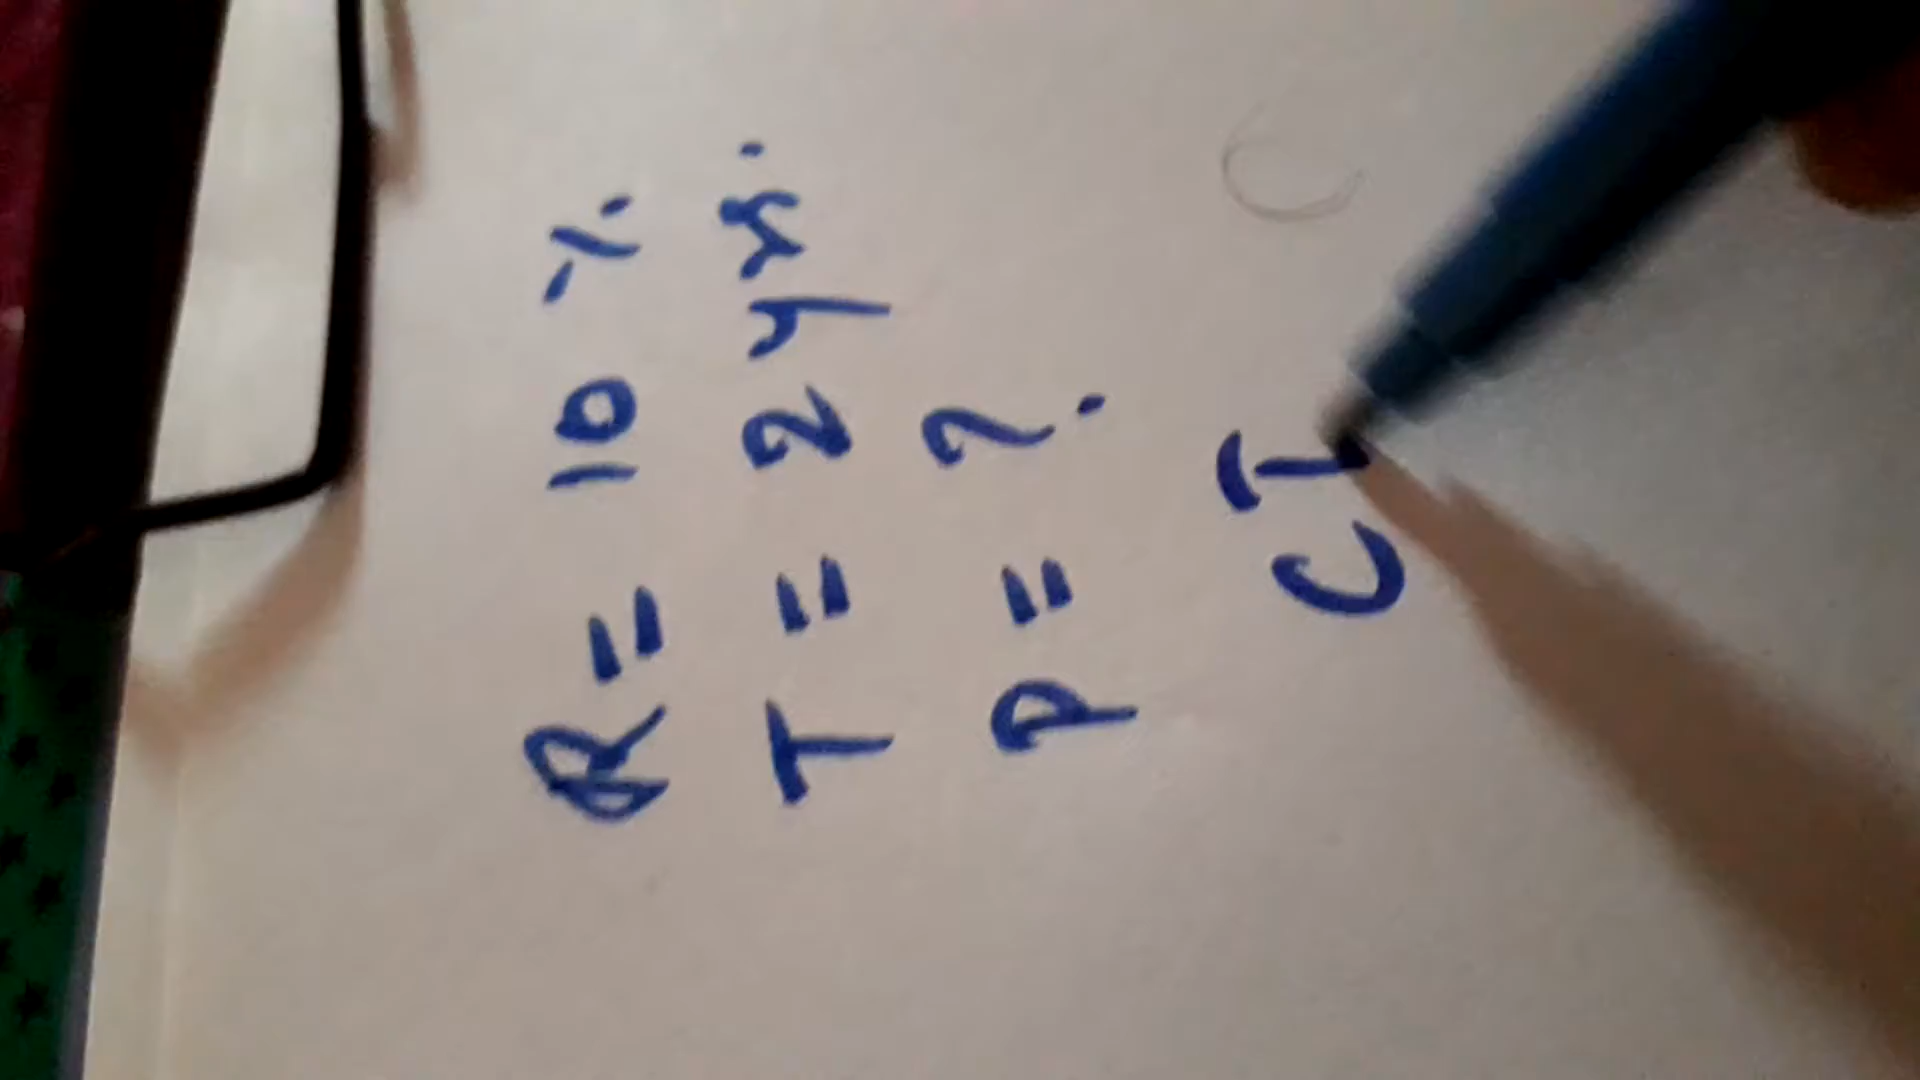 R = 10 %.
T = 2 yrs.
P = ?
CI